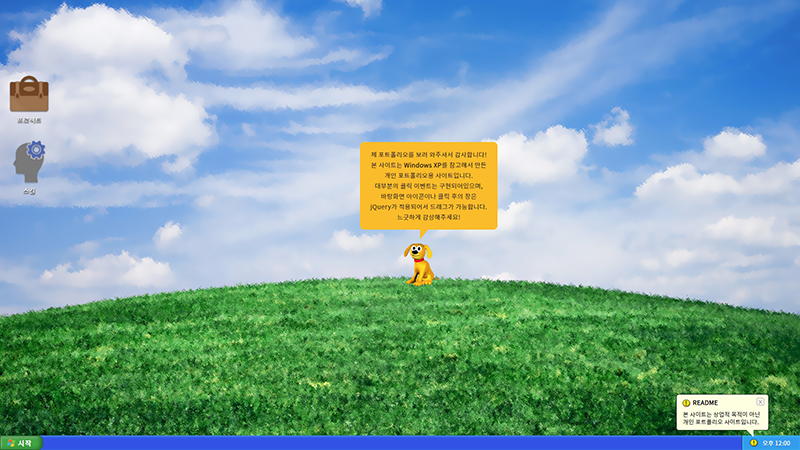 프로젝트
스킬
제 포트폴리오를 보러 와주셔서 감사합니다!
본 사이트는 Windows XP를 참고해서 만든
개인 포트폴리오용 사이트입니다.
대부분의 클릭 이벤트는 구현되어있으며,
바탕화면 아이콘이나 클릭 후의 창은
jQuery가 적용되어서 드래그가 가능합니다.
느긋하게 감상해주세요!
README
본 사이트는 상업적 목적이 아닌
개인 포트폴리오 사이트입니다.
시작
오후 12:00